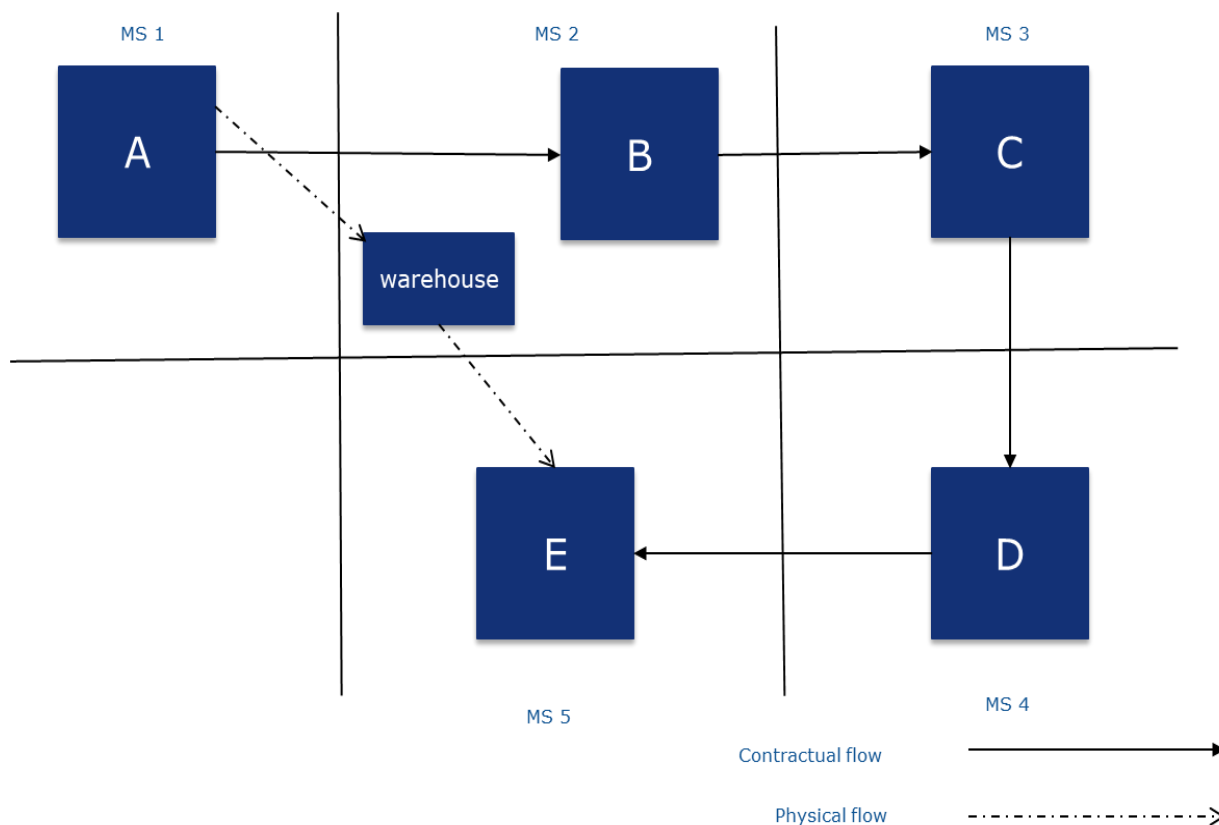 MS 1
MS 2
MS 3
A
B
C
warehouse
E
D
MS 5
MS 4
Contractual flow
Physical flow